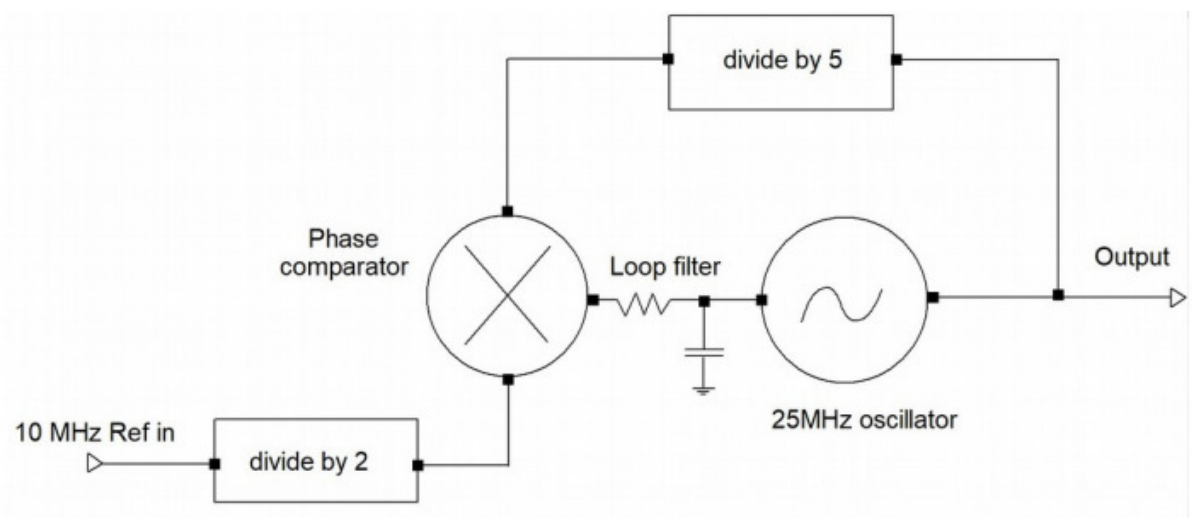 divide by 5
Phase
comparator
Loop filter
Output
25MHz oscillator
10 MHz Ref in
divide by 2